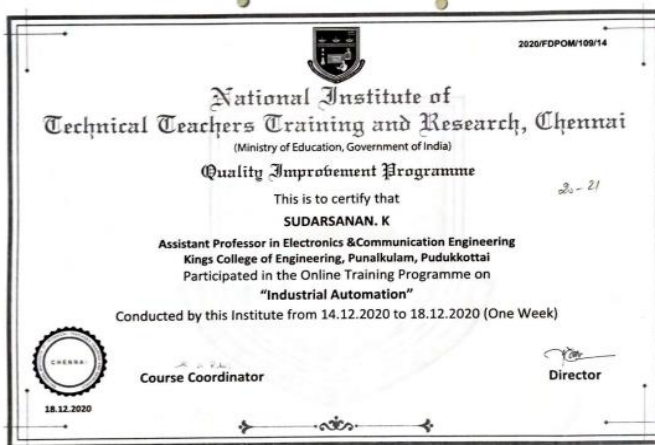 2020/FDPOM/109/14
National Institute of
Technical Teachers Training and Research, Chennai
(Ministry of Education, Government of India)
Quality Improvement Programme
20-21
This is to certify that
SUDARSANAN. K
Assistant Professor in Electronics &Communication Engineering
Kings College of Engineering, Punalkulam, Pudukkottai
Participated in the Online Training Programme on
“Industrial Automation”
Conducted by this Institute from 14.12.2020 to 18.12.2020 (One Week)
CHENNAI
Course Coordinator
Director
18.12.2020